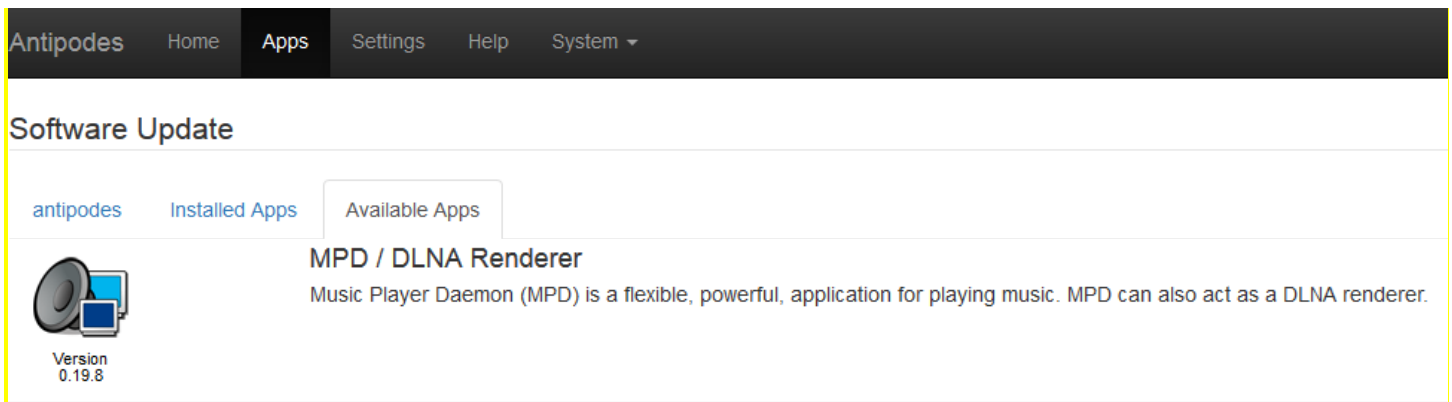 Antipodes Home Apps Settings Help System
Software Update
antipodes Installed Apps Available Apps
MPD / DLNA Renderer
Music Player Daemon (MPD) is a flexible, powerful, application for playing music. MPD can also act as a DLNA renderer.
Version
0.19.8